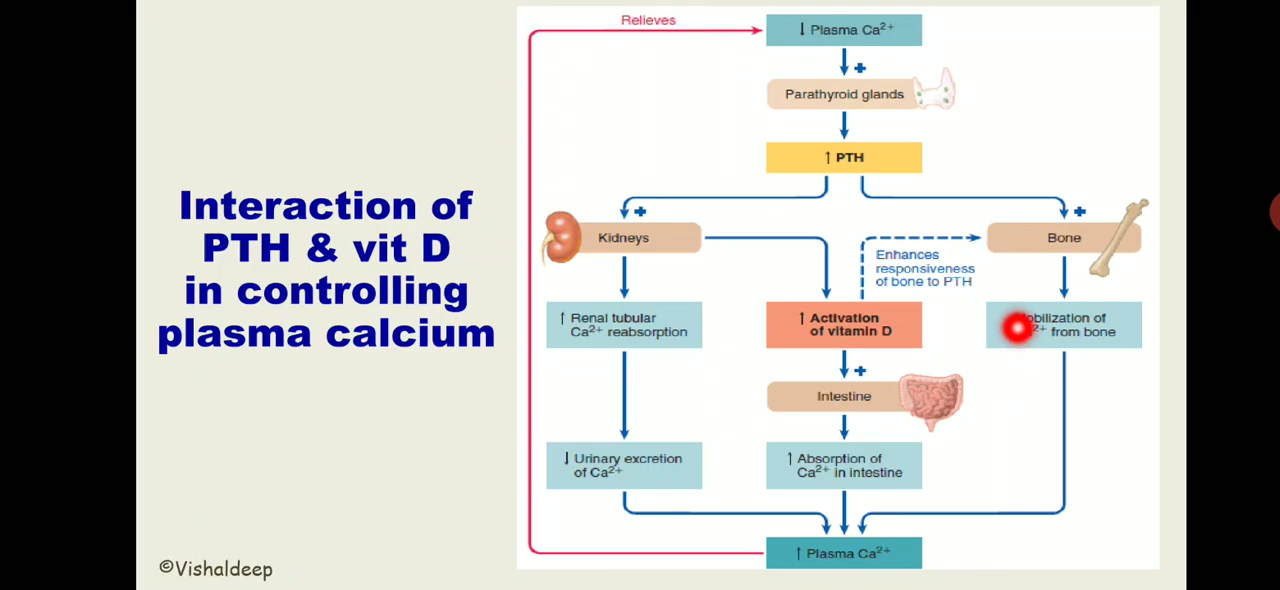 Interaction of
PTH & vit D
in controlling
plasma calcium
©Vishaldeep
Relieves
↓ Plasma Ca²⁺
+
Parathyroid glands
↑ PTH
+
+
Kidneys
Bone
Enhances
responsiveness
of bone to PTH
↑ Renal tubular
Ca²⁺ reabsorption
↑ Activation
of vitamin D
of
from bone
+
Intestine
↓ Urinary excretion
of Ca²⁺
↑ Absorption of
Ca²⁺ in intestine
↑ Plasma Ca²⁺